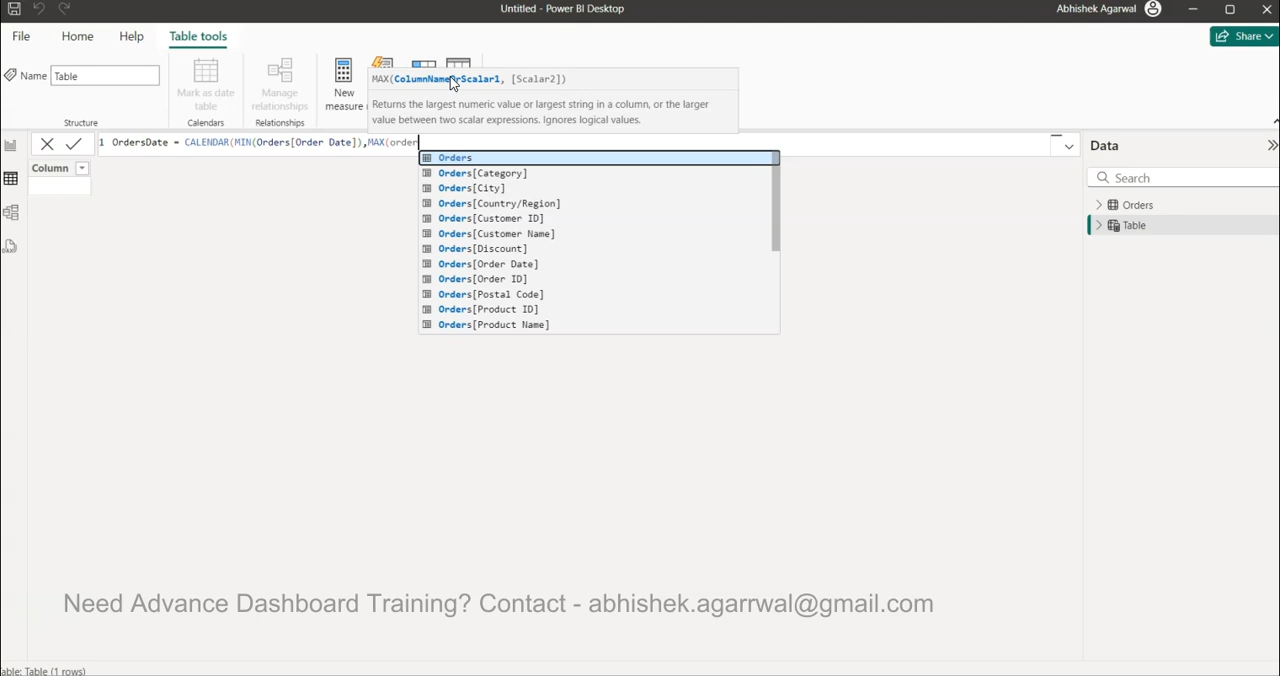 Untitled - Power BI Desktop
Abhishek Agarwal
File Home Help Table tools
Share
Name Table
Mark as date table
Manage relationships
New measure
Structure
Calendars
Relationships
MAX(ColumnNameOrScalar1, [Scalar2])
Returns the largest numeric value or largest string in a column, or the larger
value between two scalar expressions. Ignores logical values.
1 OrdersDate = CALENDAR(MIN(Orders[Order Date]),MAX(order
Column
Orders
Orders[Category]
Orders[City]
Orders[Country/Region]
Orders[Customer ID]
Orders[Customer Name]
Orders[Discount]
Orders[Order Date]
Orders[Order ID]
Orders[Postal Code]
Orders[Product ID]
Orders[Product Name]
Data
Search
Orders
Table
Need Advance Dashboard Training? Contact - abhishek.agarrwal@gmail.com
able: Table (1 rows)